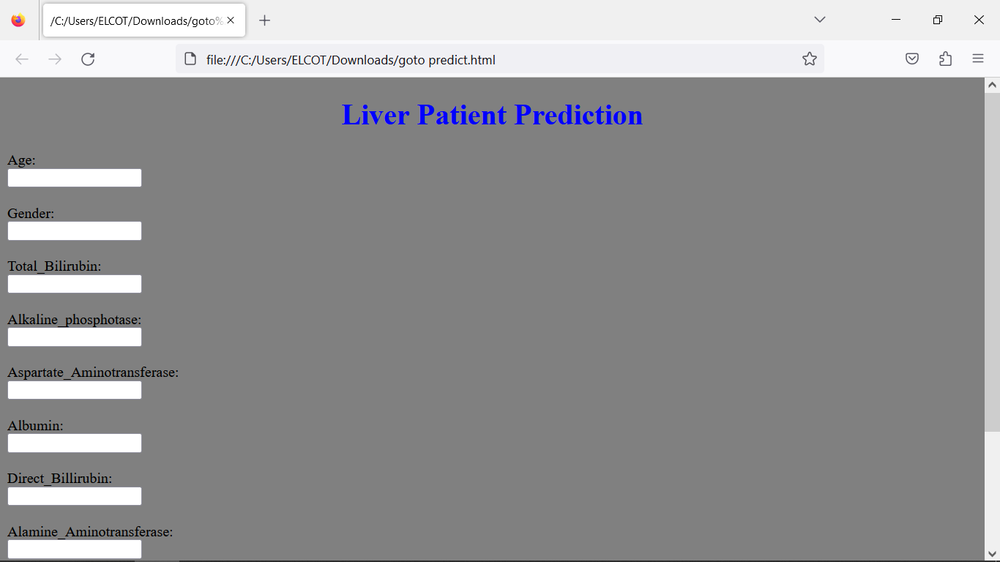 /C:/Users/ELCOT/Downloads/goto%
file:///C:/Users/ELCOT/Downloads/goto predict.html
Liver Patient Prediction
Age:
Gender:
Total_Bilirubin:
Alkaline_phosphotase:
Aspartate_Aminotransferase:
Albumin:
Direct_Billirubin:
Alamine_Aminotransferase: